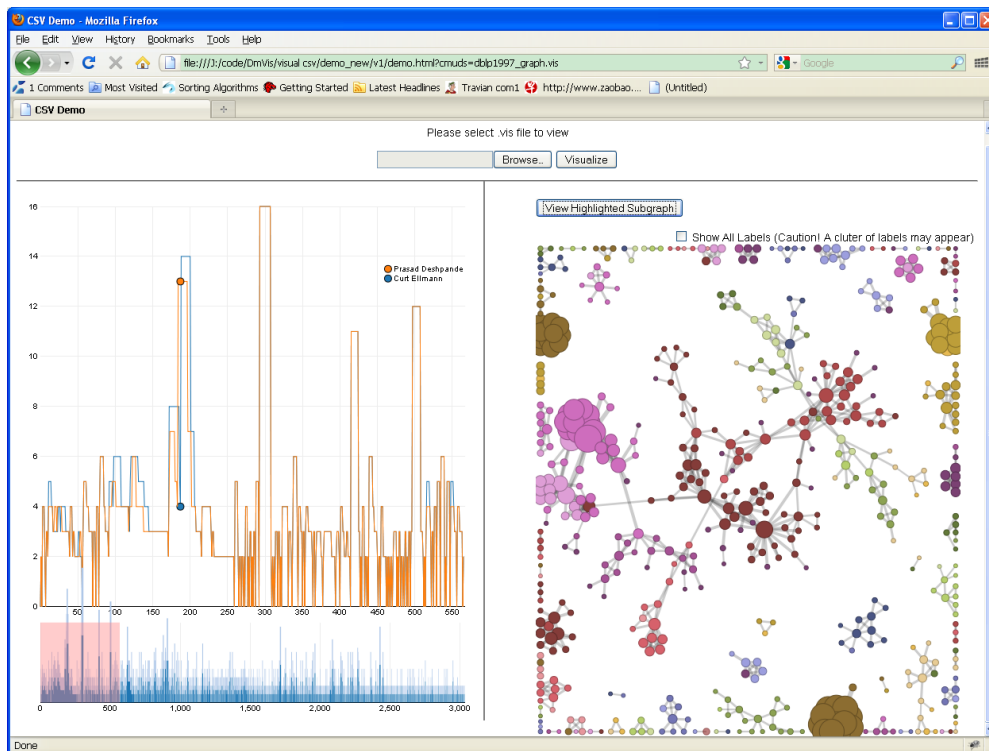 CSV Demo - Mozilla Firefox
File Edit View History Bookmarks Tools Help
file:///J:/code/DmVis/visual csv/demo_new/v1/demo.html?cmuds=dblp1997_graph.vis
Google
1 Comments Most Visited Sorting Algorithms Getting Started Latest Headlines Travian com1 http://www.zaobao.... (Untitled)
CSV Demo
Please select .vis file to view
Browse.. Visualize
View Highlighted Subgraph
Show All Labels (Caution! A cluter of labels may appear)
16
14
Prasad Deshpande
Curt Ellmann
12
10
8
6
4
2
0
50 100 150 200 250 300 350 400 450 500 550
0 500 1,000 1,500 2,000 2,500 3,000
Done